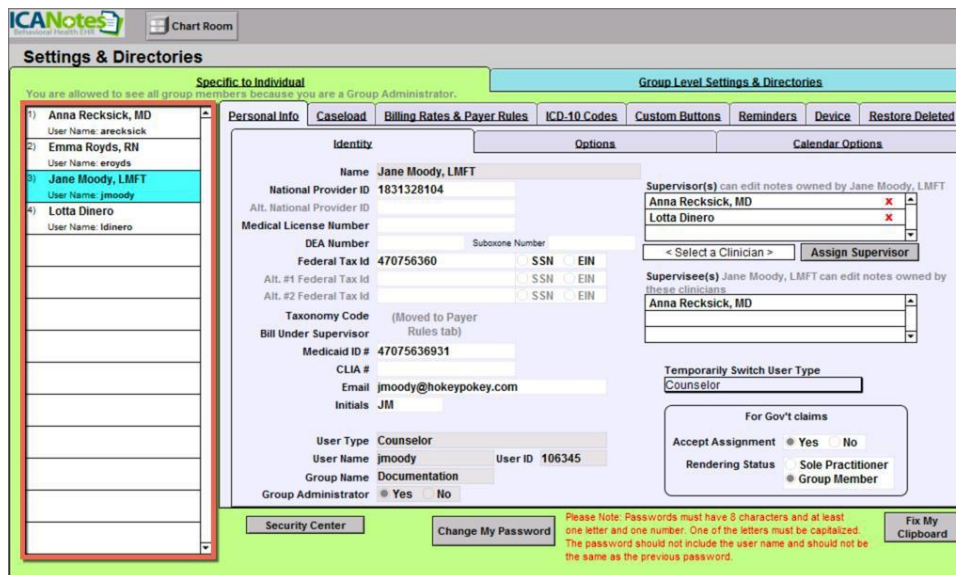 ICANotes
Behavioral Health EHR
Chart Room
Settings & Directories
Specific to Individual
Group Level Settings & Directories
You are allowed to see all group members because you are a Group Administrator.
1) Anna Recksick, MD
User Name: arecksick
2) Emma Royds, RN
User Name: eroyds
3) Jane Moody, LMFT
User Name: jmoody
4) Lotta Dinero
User Name: ldinero
Personal Info
Caseload
Billing Rates & Payer Rules
ICD-10 Codes
Custom Buttons
Reminders
Device
Restore Deleted
Identity
Options
Calendar Options
Name Jane Moody, LMFT
National Provider ID 1831328104
Alt. National Provider ID
Medical License Number
DEA Number Suboxone Number
Federal Tax Id 470756360 SSN EIN
Alt. #1 Federal Tax Id SSN EIN
Alt. #2 Federal Tax Id SSN EIN
Taxonomy Code (Moved to Payer
Bill Under Supervisor Rules tab)
Medicaid ID # 47075636931
CLIA #
Email jmoody@hokeypokey.com
Initials JM
User Type Counselor
User Name jmoody User ID 106345
Group Name Documentation
Group Administrator Yes No
Supervisor(s) can edit notes owned by Jane Moody, LMFT
Anna Recksick, MD X
Lotta Dinero X
< Select a Clinician > Assign Supervisor
Supervisee(s) Jane Moody, LMFT can edit notes owned by
these clinicians
Anna Recksick, MD
Temporarily Switch User Type
Counselor
For Gov't claims
Accept Assignment Yes No
Rendering Status Sole Practitioner
Group Member
Security Center
Change My Password
Please Note: Passwords must have 8 characters and at least
one letter and one number. One of the letters must be capitalized.
The password should not include the user name and should not be
the same as the previous password.
Fix My
Clipboard